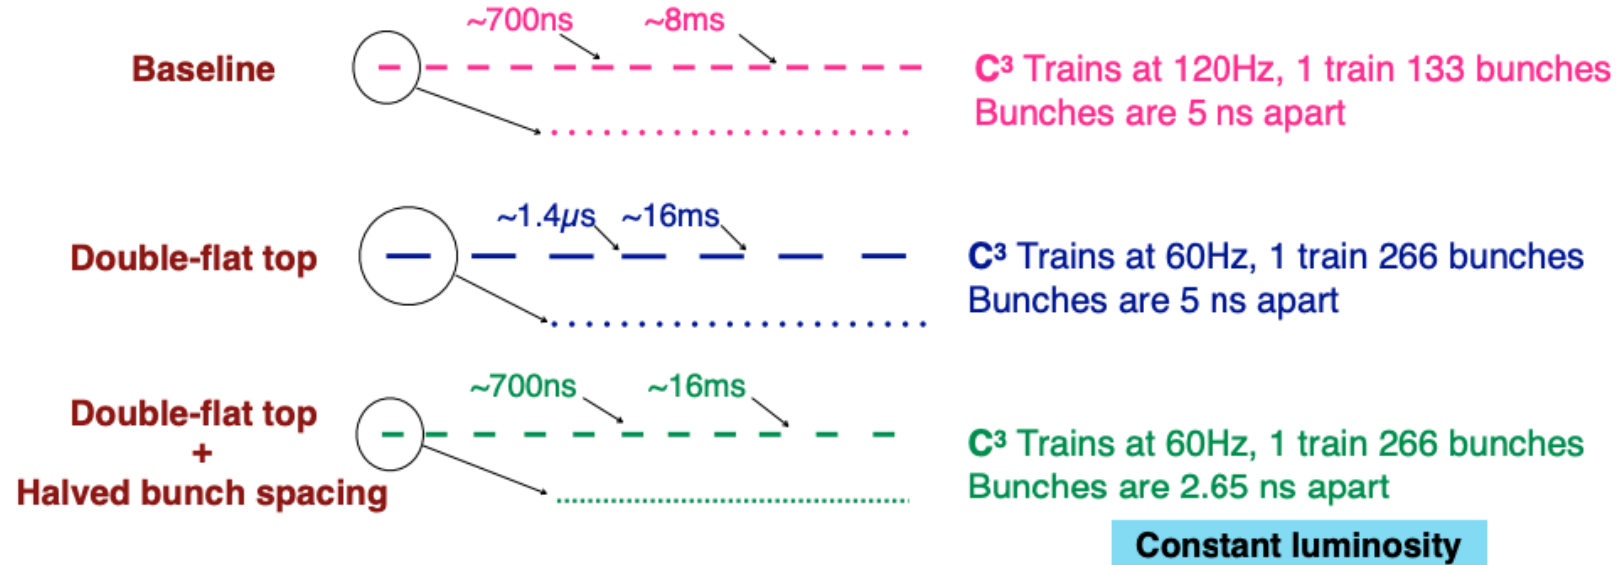 ~700ns ~8ms
Baseline
C³ Trains at 120Hz, 1 train 133 bunches
Bunches are 5 ns apart
~1.4μs ~16ms
Double-flat top
C³ Trains at 60Hz, 1 train 266 bunches
Bunches are 5 ns apart
~700ns ~16ms
Double-flat top
+
Halved bunch spacing
C³ Trains at 60Hz, 1 train 266 bunches
Bunches are 2.65 ns apart
Constant luminosity